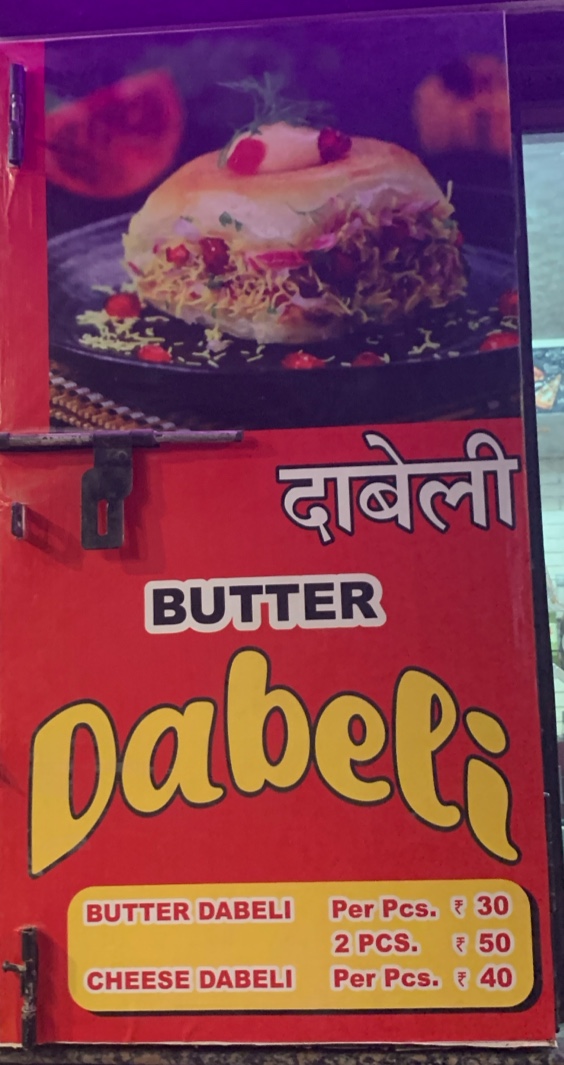 दाबेली
BUTTER
Dabeli
BUTTER DABELI Per Pcs. ₹ 30
2 PCS. ₹ 50
CHEESE DABELI Per Pcs. ₹ 40